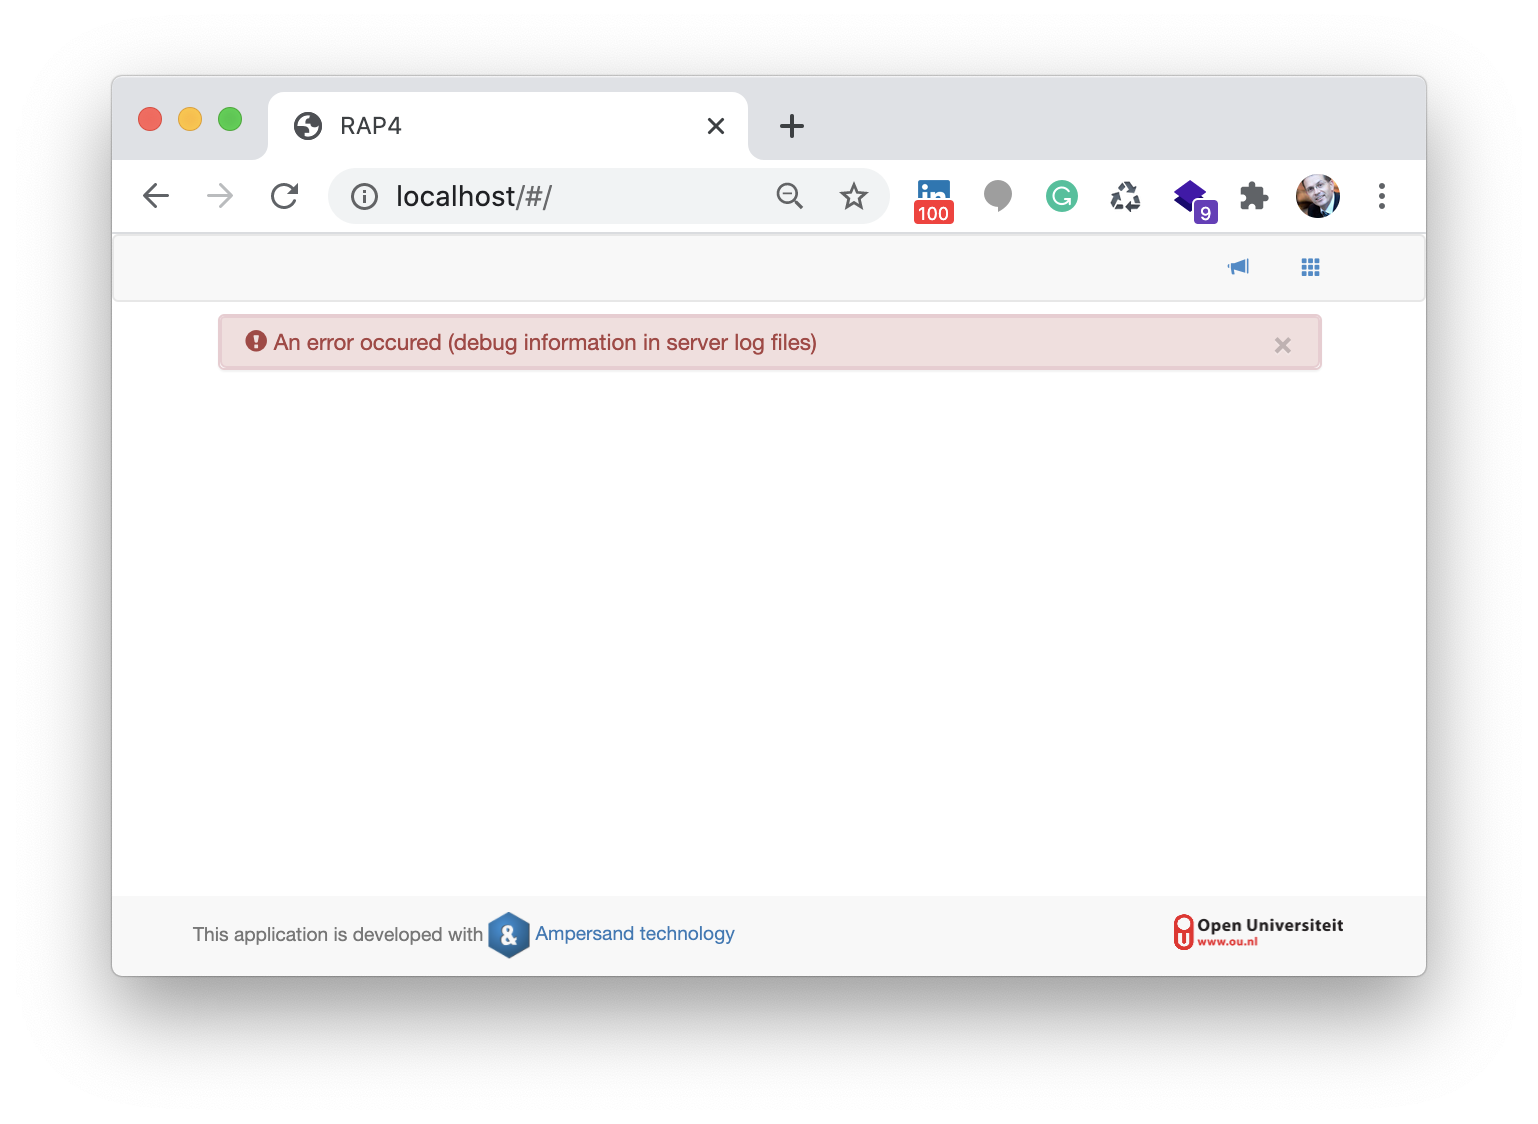 RAP4
localhost/#/
in
100
G
9
An error occured (debug information in server log files)
This application is developed with & Ampersand technology
Open Universiteit
www.ou.nl